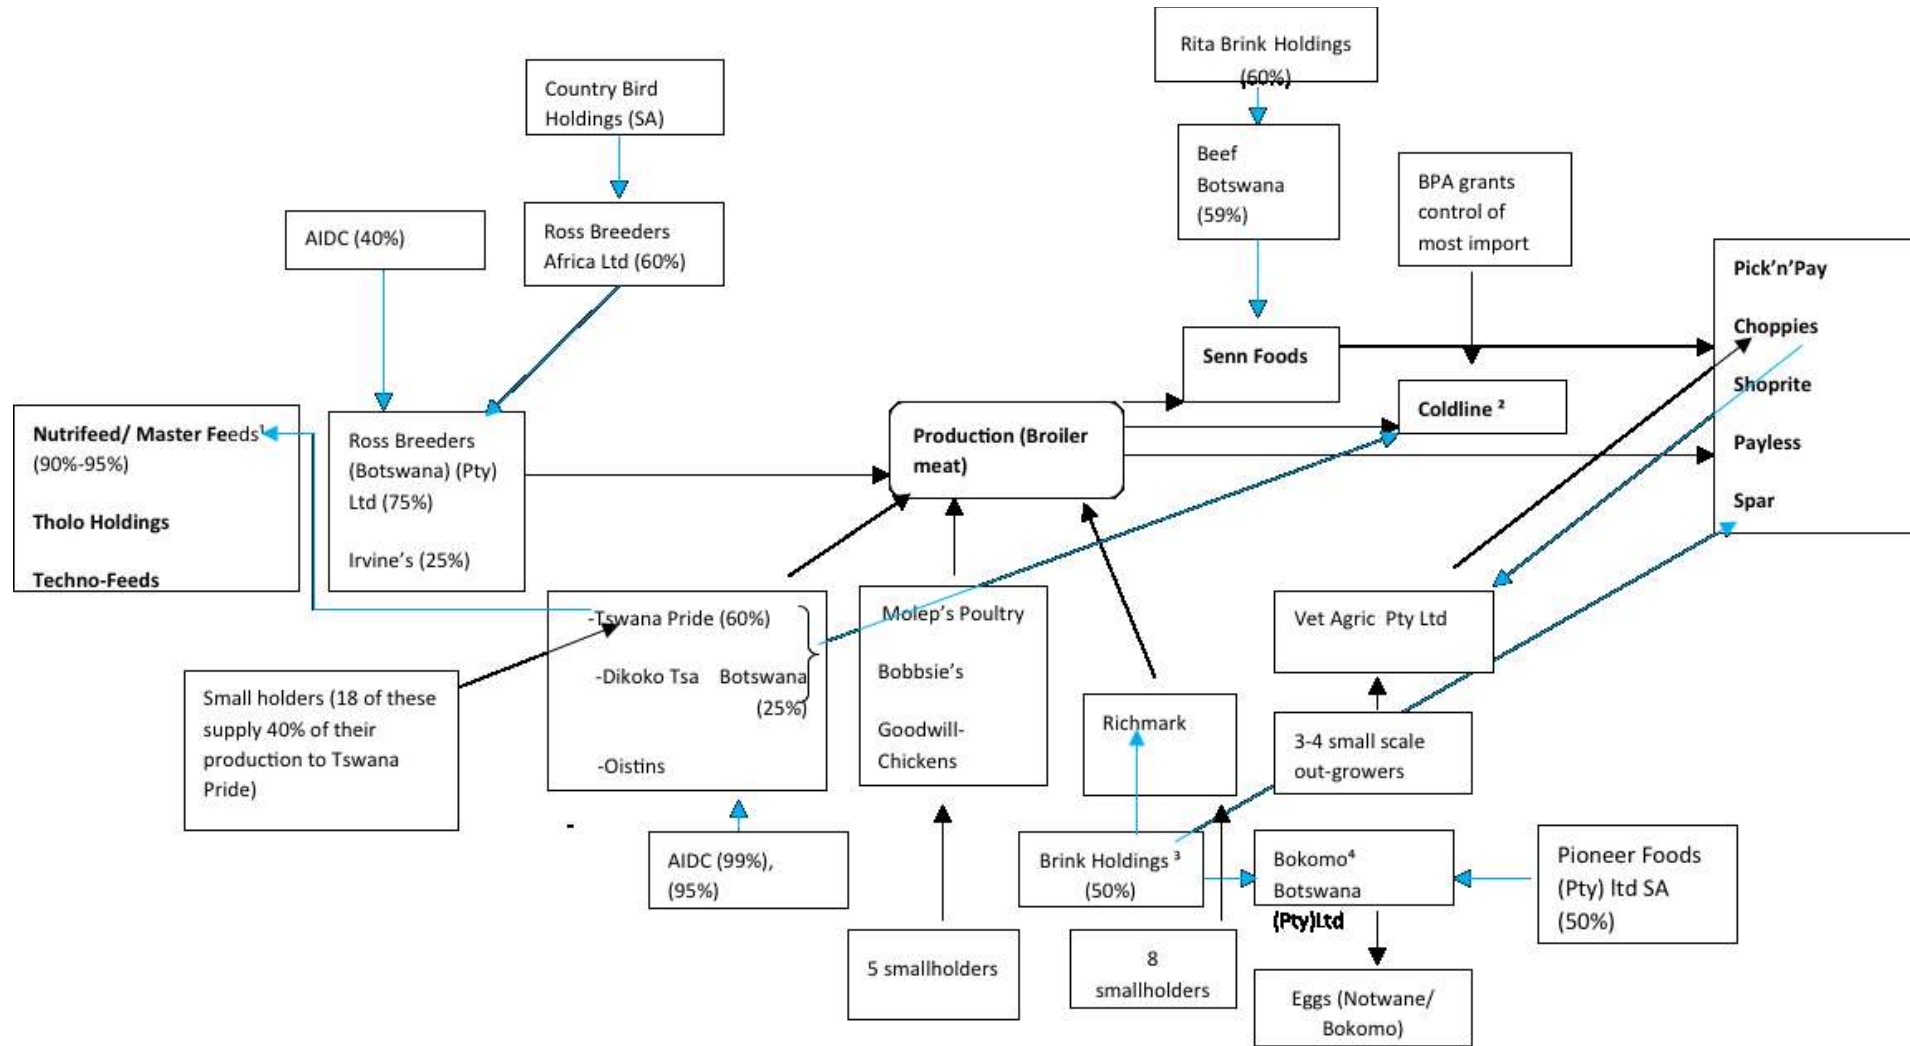 Rita Brink Holdings
(60%)
Country Bird
Holdings (SA)
Beef
Botswana
(59%)
BPA grants
control of
most import
AIDC (40%)
Ross Breeders
Africa Ltd (60%)
Pick’n’Pay
Choppies
Shoprite
Payless
Spar
Senn Foods
Coldline ²
Nutrifeed/ Master Feeds¹
(90%-95%)
Tholo Holdings
Techno-Feeds
Ross Breeders
(Botswana) (Pty)
Ltd (75%)
Irvine’s (25%)
Production (Broiler
meat)
-Tswana Pride (60%)
-Dikoko Tsa Botswana
(25%)
-Oistins
Molep’s Poultry
Bobbsie’s
Goodwill-
Chickens
Vet Agric Pty Ltd
Small holders (18 of these
supply 40% of their
production to Tswana
Pride)
Richmark
3-4 small scale
out-growers
-
AIDC (99%),
(95%)
Brink Holdings ³
(50%)
Bokomo⁴
Botswana
(Pty)Ltd
Pioneer Foods
(Pty) ltd SA
(50%)
5 smallholders
8
smallholders
Eggs (Notwane/
Bokomo)